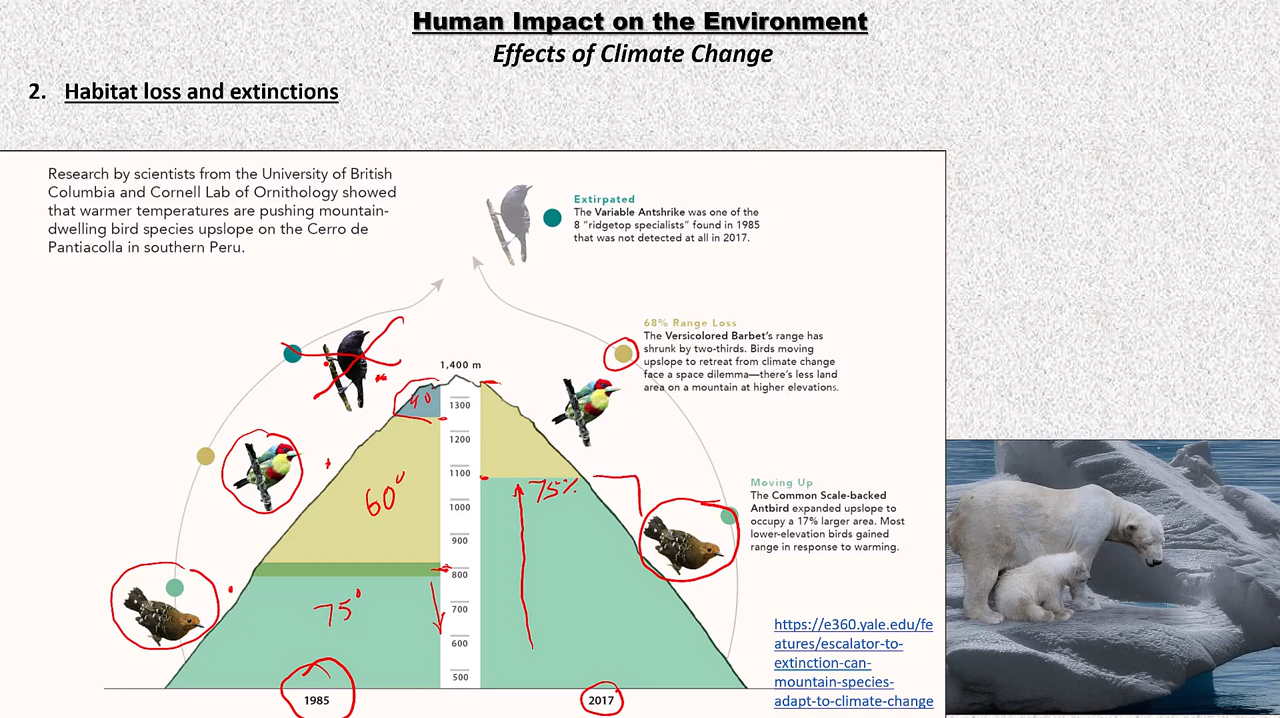 Human Impact on the Environment
Effects of Climate Change
2. Habitat loss and extinctions
Research by scientists from the University of British
Columbia and Cornell Lab of Ornithology showed
that warmer temperatures are pushing mountain-
dwelling bird species upslope on the Cerro de
Pantiacolla in southern Peru.
Extirpated
The Variable Antshrike was one of the
8 “ridgetop specialists” found in 1985
that was not detected at all in 2017.
68% Range Loss
The Versicolored Barbet’s range has
shrunk by two-thirds. Birds moving
upslope to retreat from climate change
face a space dilemma—there’s less land
area on a mountain at higher elevations.
Moving Up
The Common Scale-backed
Antbird expanded upslope to
occupy a 17% larger area. Most
lower-elevation birds gained
range in response to warming.
1,400 m
1300
1200
1100
1000
900
800
700
600
500
40°
60°
75°
75%
1985
2017
https://e360.yale.edu/fe
atures/escalator-to-
extinction-can-
mountain-species-
adapt-to-climate-change